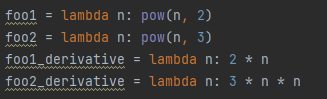 foo1 = lambda n: pow(n, 2)
foo2 = lambda n: pow(n, 3)
foo1_derivative = lambda n: 2 * n
foo2_derivative = lambda n: 3 * n * n